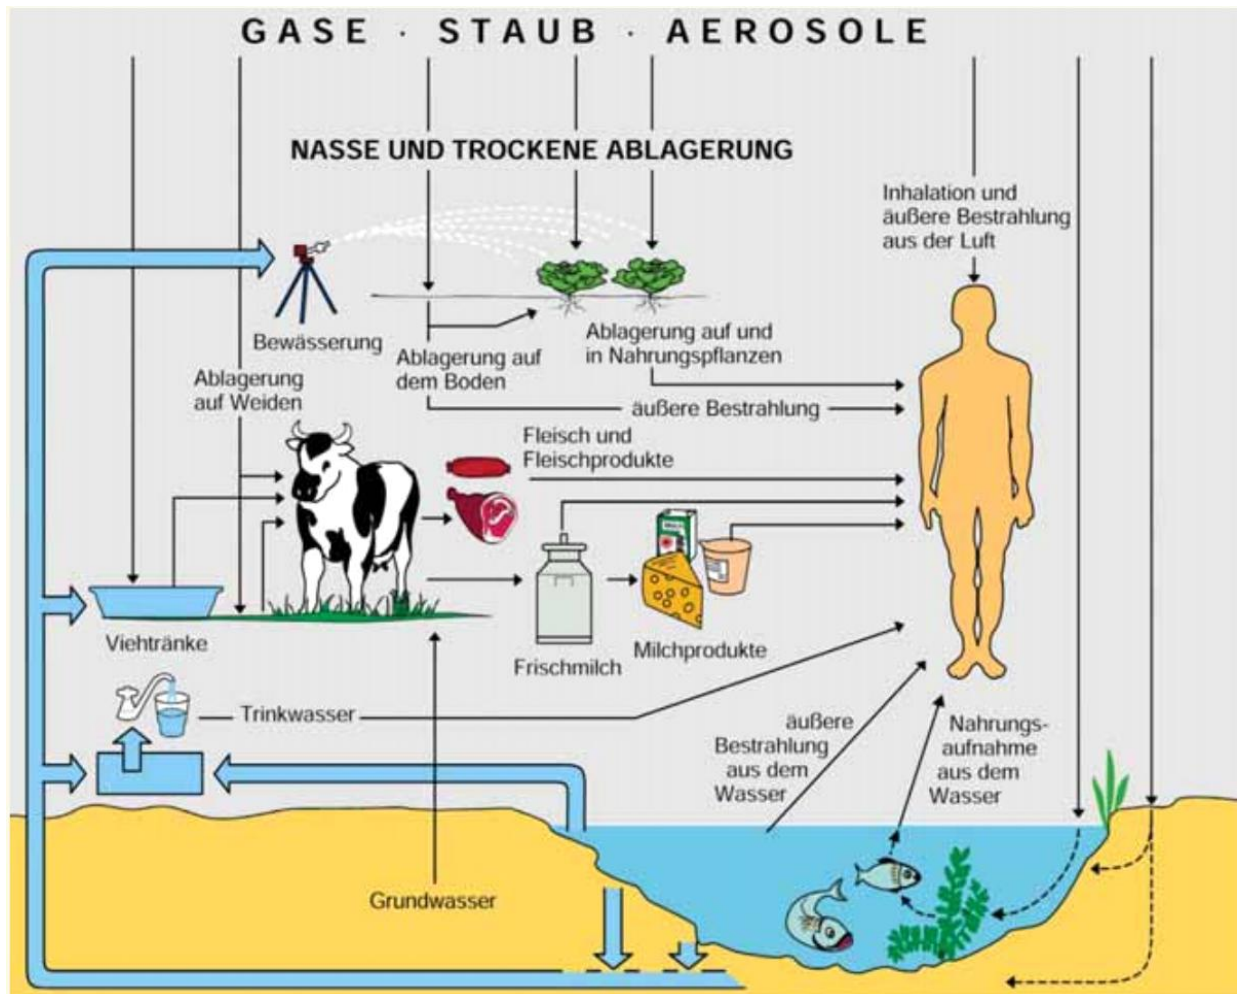 GASE · STAUB · AEROSOLE
NASSE UND TROCKENE ABLAGERUNG
Inhalation und
äußere Bestrahlung
aus der Luft
Bewässerung
Ablagerung auf
dem Boden
Ablagerung auf und
in Nahrungspflanzen
Ablagerung
auf Weiden
äußere Bestrahlung
Fleisch und
Fleischprodukte
Viehtränke
Frischmilch
Milchprodukte
Trinkwasser
äußere
Bestrahlung
aus dem
Wasser
Nahrungs-
aufnahme
aus dem
Wasser
Grundwasser